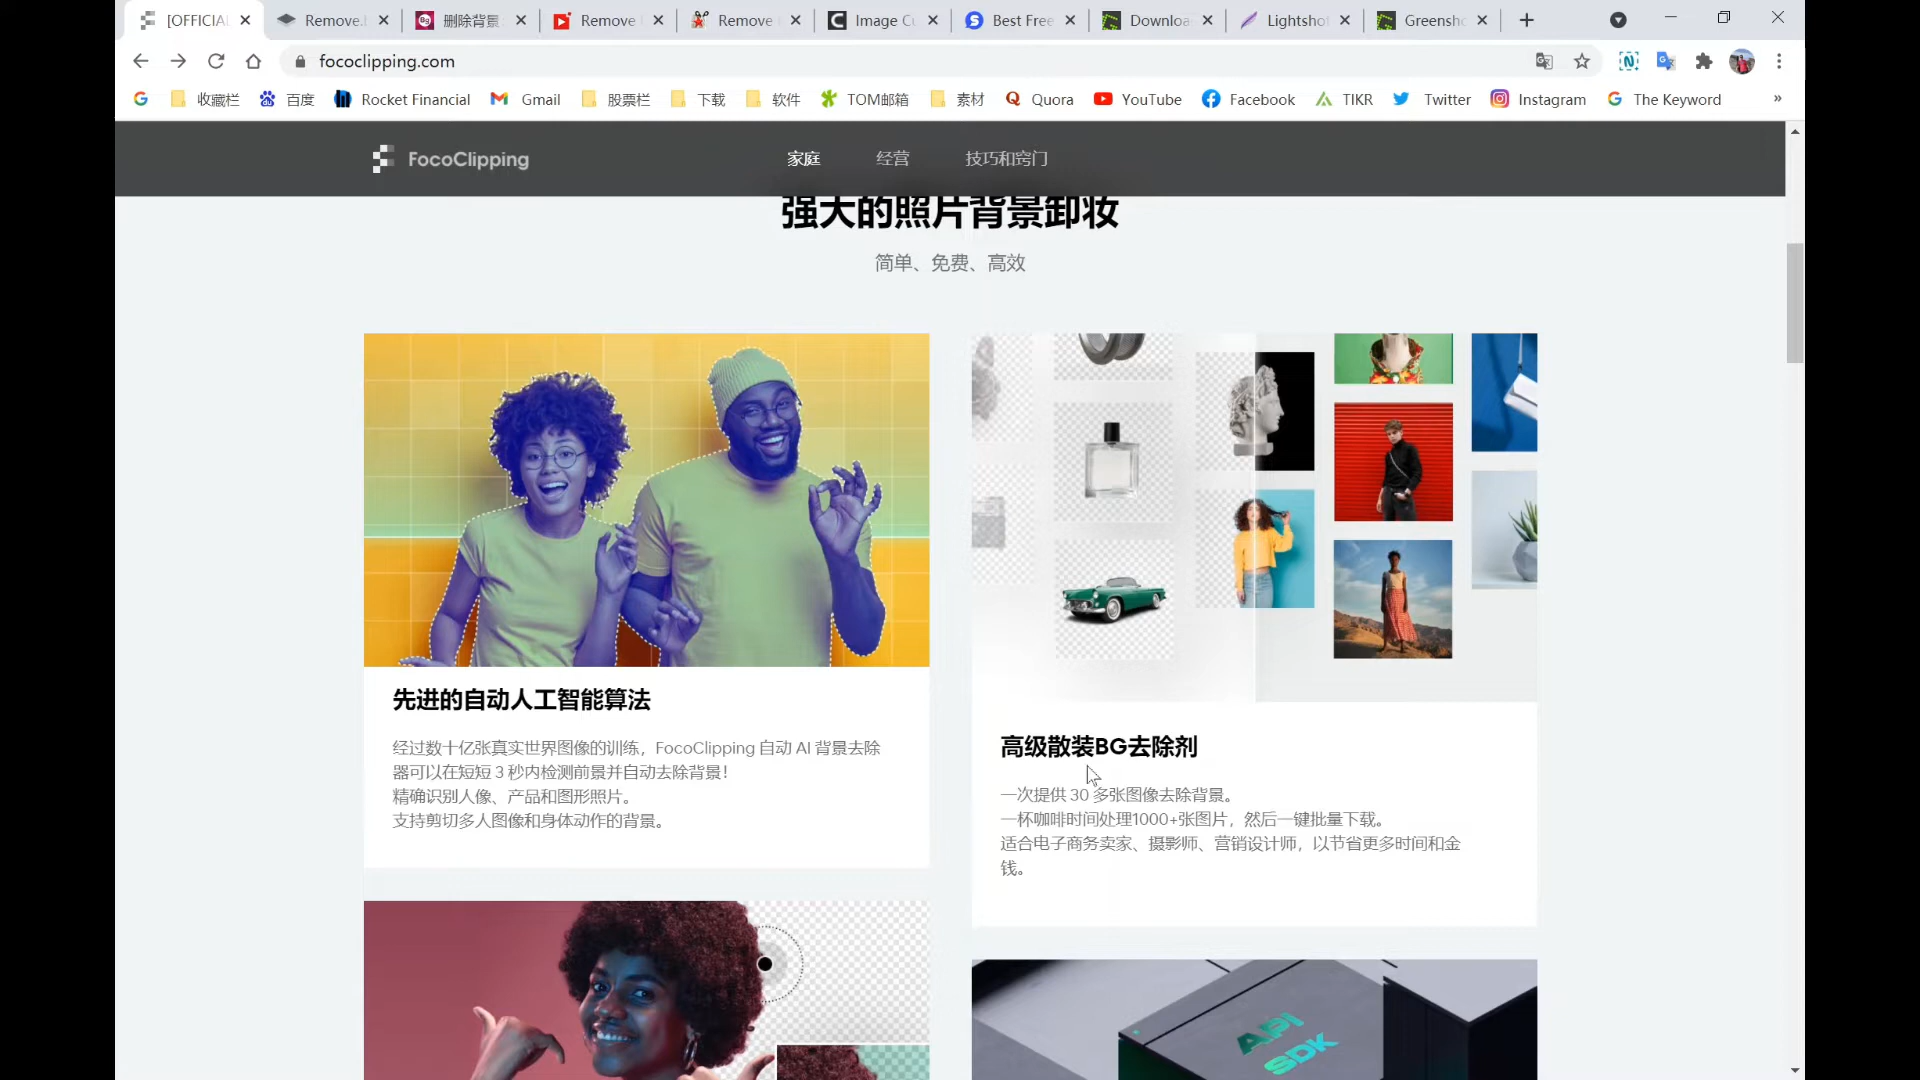 [OFFICIAL
Remove.b
删除背景
Remove
Remove
Image Cu
Best Free
Downloa
Lightshot
Greensho
fococlipping.com
收藏栏
百度
Rocket Financial
Gmail
股票栏
下载
软件
TOM邮箱
素材
Quora
YouTube
Facebook
TIKR
Twitter
Instagram
The Keyword
FocoClipping
家庭
经营
技巧和窍门
强大的照片背景卸妆
简单、免费、高效
先进的自动人工智能算法
经过数十亿张真实世界图像的训练，FocoClipping 自动 AI 背景去除
器可以在短短 3 秒内检测前景并自动去除背景！
精确识别人像、产品和图形照片。
支持剪切多人图像和身体动作的背景。
高级散装BG去除剂
一次提供 30 多张图像去除背景。
一杯咖啡时间处理1000+张图片，然后一键批量下载。
适合电子商务卖家、摄影师、营销设计师，以节省更多时间和金
钱。
API
SDK